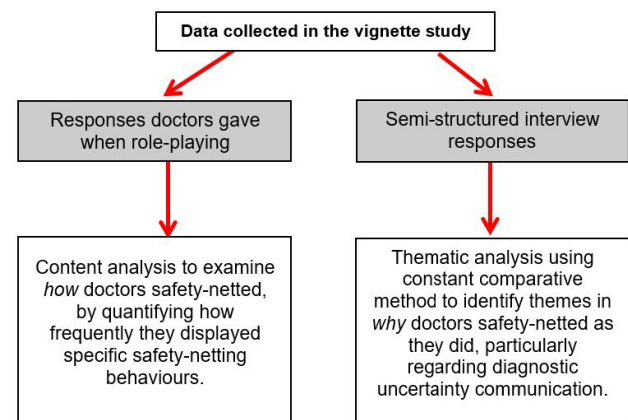 Data collected in the vignette study
Responses doctors gave
when role-playing
Semi-structured interview
responses
Content analysis to examine
how doctors safety-netted,
by quantifying how
frequently they displayed
specific safety-netting
behaviours.
Thematic analysis using
constant comparative
method to identify themes in
why doctors safety-netted as
they did, particularly
regarding diagnostic
uncertainty communication.